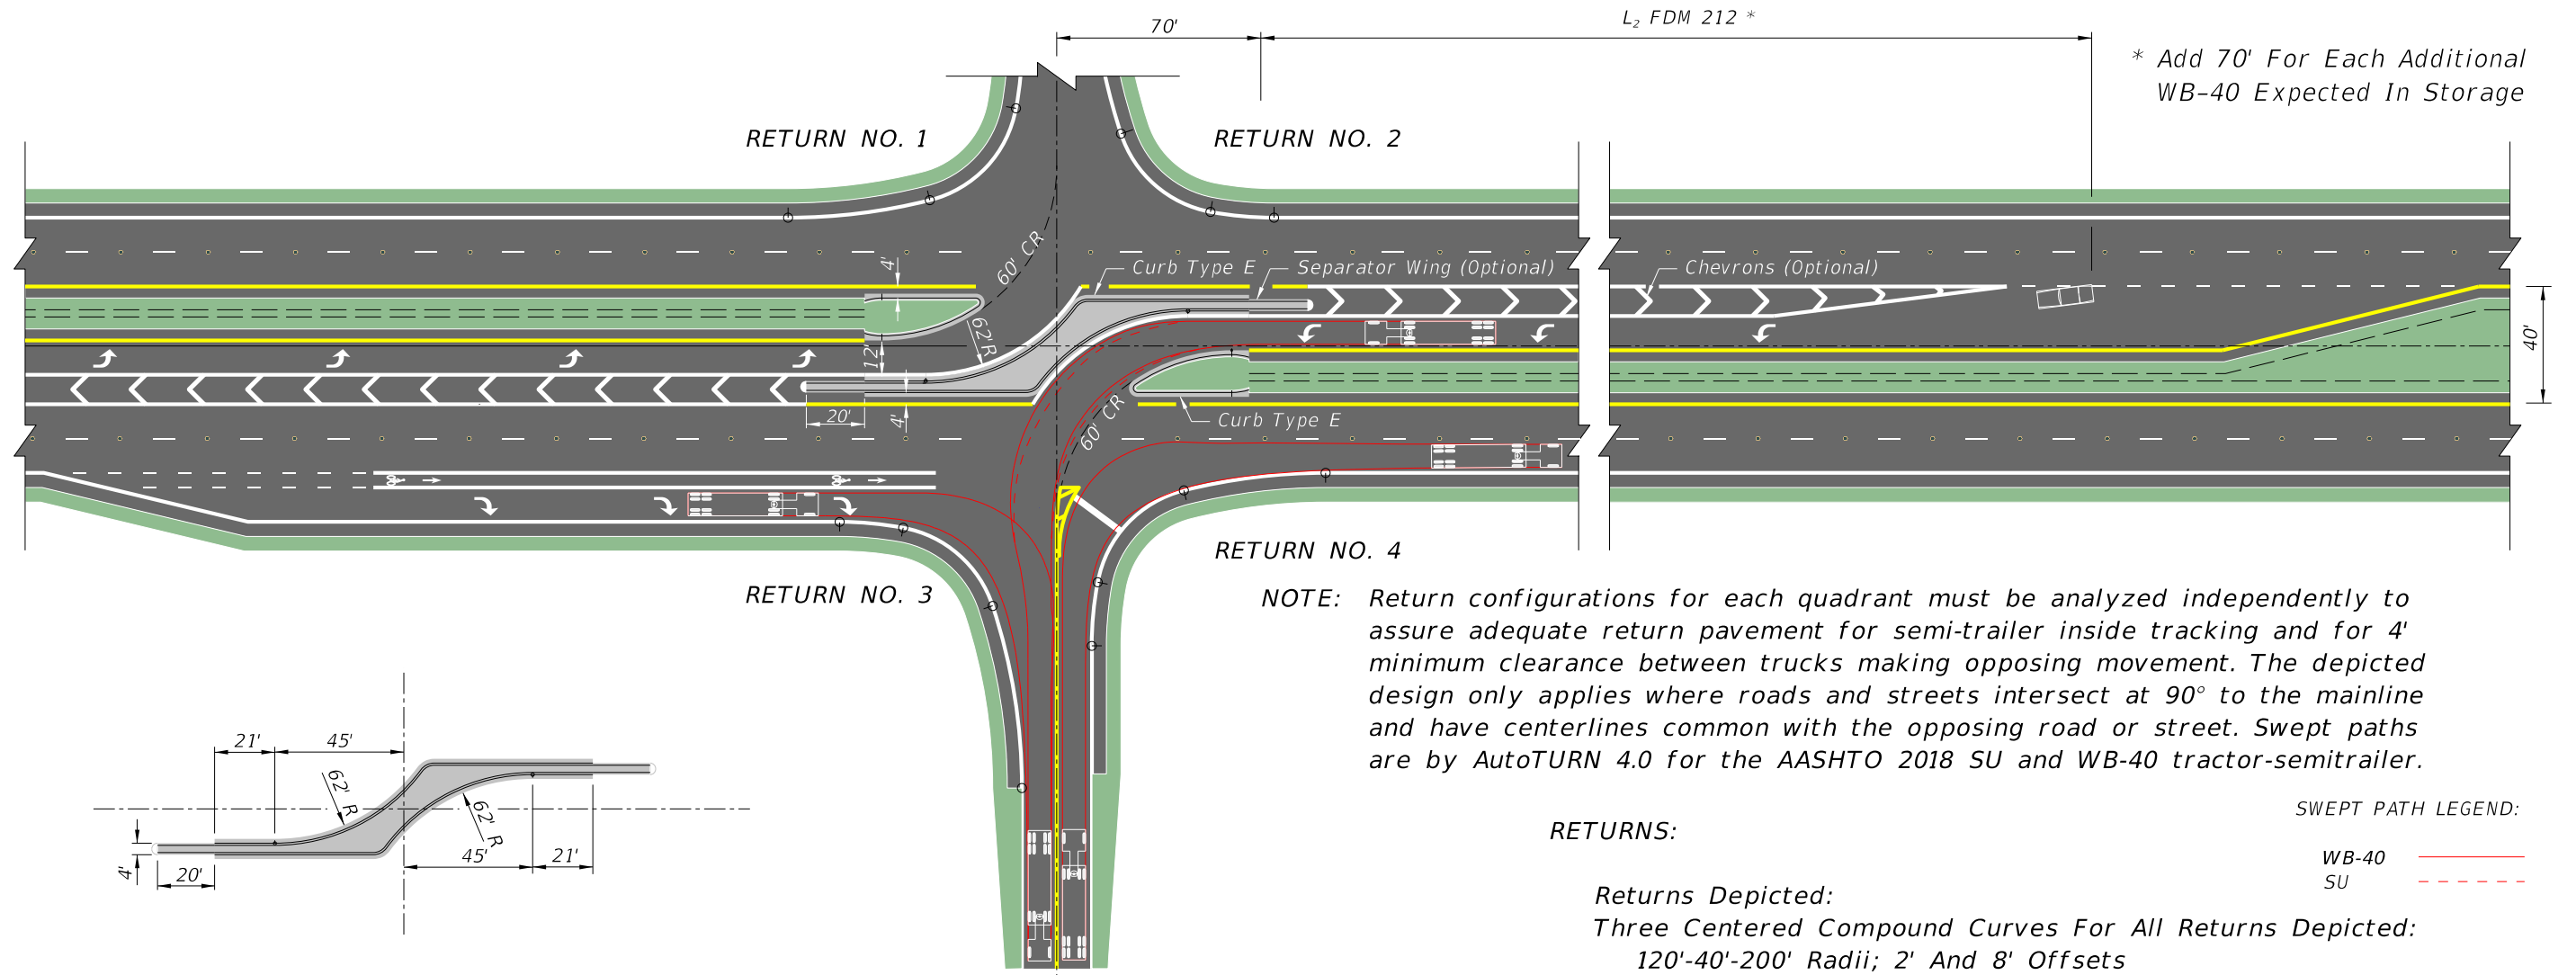 70'
L₂ FDM 212 *
* Add 70' For Each Additional
WB-40 Expected In Storage
RETURN NO. 1
RETURN NO. 2
60' CR
4'
Curb Type E
Separator Wing (Optional)
Chevrons (Optional)
62'R
12'
40'
20'
4'
60' CR
Curb Type E
RETURN NO. 3
RETURN NO. 4
NOTE: Return configurations for each quadrant must be analyzed independently to
assure adequate return pavement for semi-trailer inside tracking and for 4'
minimum clearance between trucks making opposing movement. The depicted
design only applies where roads and streets intersect at 90° to the mainline
and have centerlines common with the opposing road or street. Swept paths
are by AutoTURN 4.0 for the AASHTO 2018 SU and WB-40 tractor-semitrailer.
21'
45'
62' R
62' R
4'
20'
45'
21'
SWEPT PATH LEGEND:
WB-40
SU
RETURNS:
Returns Depicted:
Three Centered Compound Curves For All Returns Depicted:
120'-40'-200' Radii; 2' And 8' Offsets